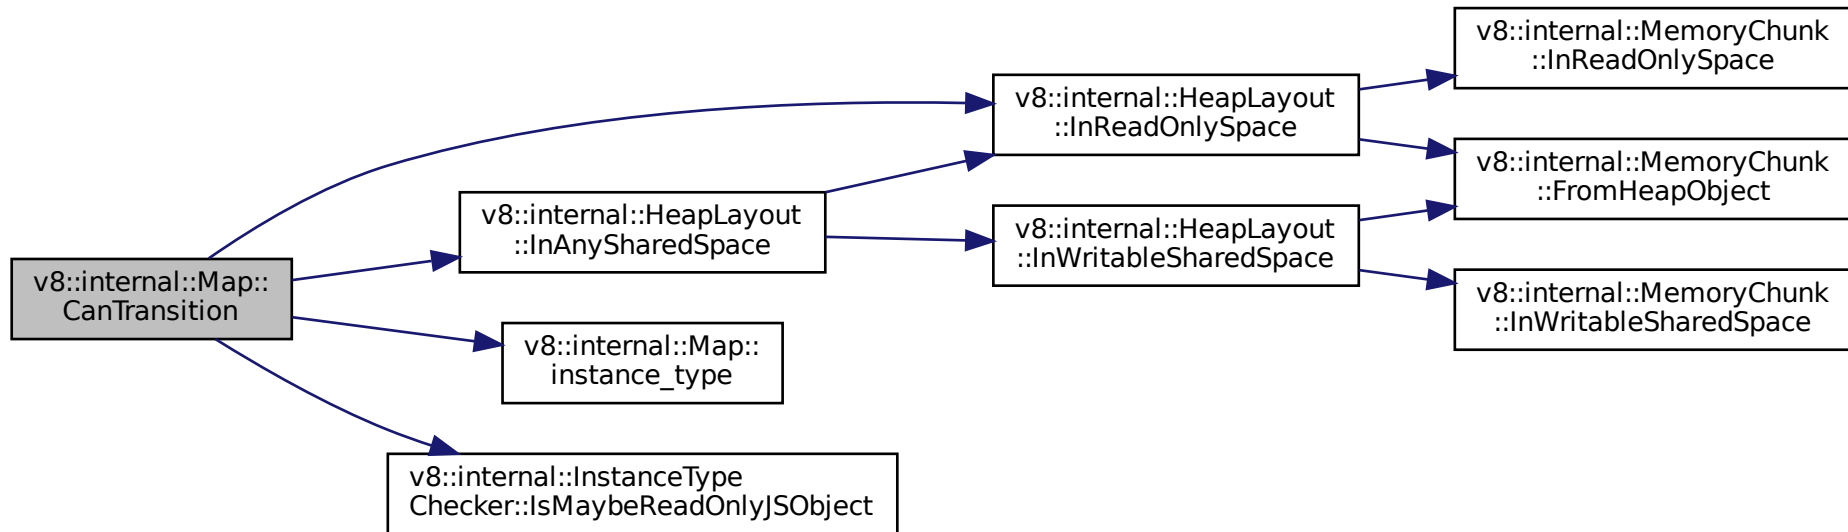 v8::internal::Map::
CanTransition
v8::internal::HeapLayout
::InAnySharedSpace
v8::internal::Map::
instance_type
v8::internal::InstanceType
Checker::IsMaybeReadOnlyJSObject
v8::internal::HeapLayout
::InReadOnlySpace
v8::internal::HeapLayout
::InWritableSharedSpace
v8::internal::MemoryChunk
::InReadOnlySpace
v8::internal::MemoryChunk
::FromHeapObject
v8::internal::MemoryChunk
::InWritableSharedSpace